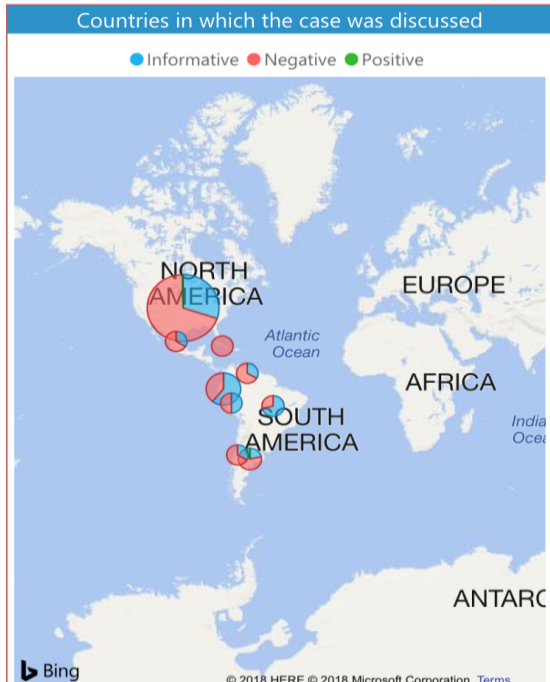 Countries in which the case was discussed
Informative Negative Positive
NORTH
AMERICA
EUROPE
Atlantic
Ocean
AFRICA
SOUTH
AMERICA
India
Ocea
ANTARC
Bing
© 2018 HERE © 2018 Microsoft Corporation Terms